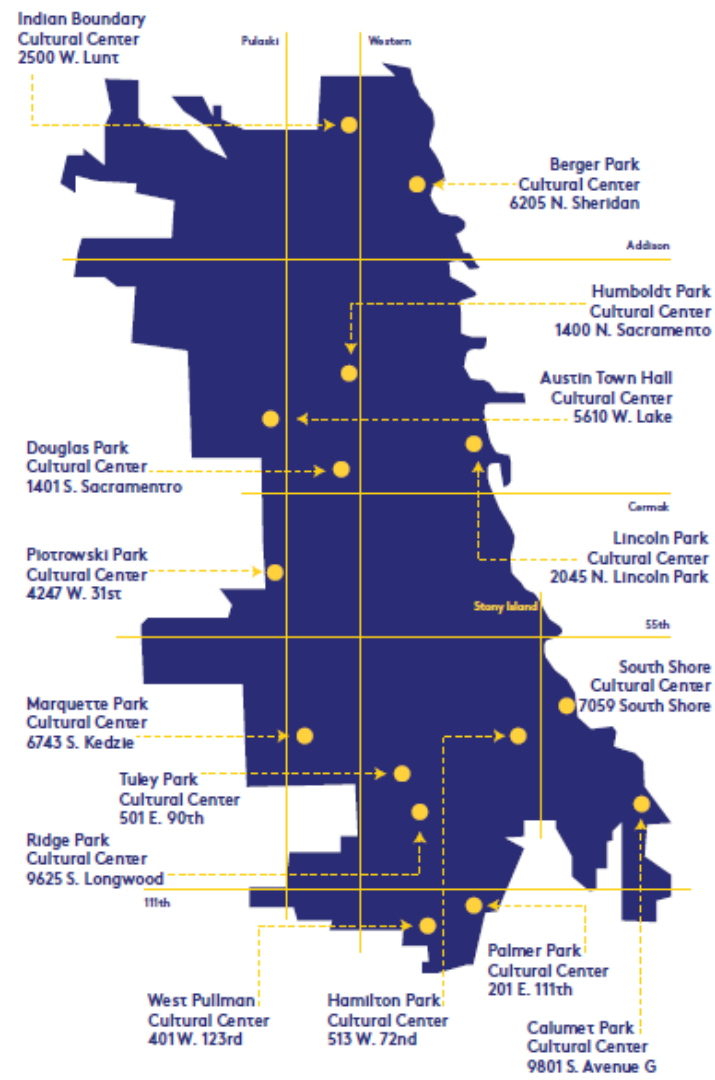 Indian Boundary
Cultural Center
2500 W. Lunt
Pulaski
Western
Berger Park
Cultural Center
6205 N. Sheridan
Addison
Humboldt Park
Cultural Center
1400 N. Sacramento
Austin Town Hall
Cultural Center
5610 W. Lake
Douglas Park
Cultural Center
1401 S. Sacramentro
Cermak
Lincoln Park
Cultural Center
2045 N. Lincoln Park
Piotrowski Park
Cultural Center
4247 W. 31st
Stony Island
55th
South Shore
Cultural Center
7059 South Shore
Marquette Park
Cultural Center
6743 S. Kedzie
Tuley Park
Cultural Center
501 E. 90th
Ridge Park
Cultural Center
9625 S. Longwood
111th
Palmer Park
Cultural Center
201 E. 111th
West Pullman
Cultural Center
401 W. 123rd
Hamilton Park
Cultural Center
513 W. 72nd
Calumet Park
Cultural Center
9801 S. Avenue G